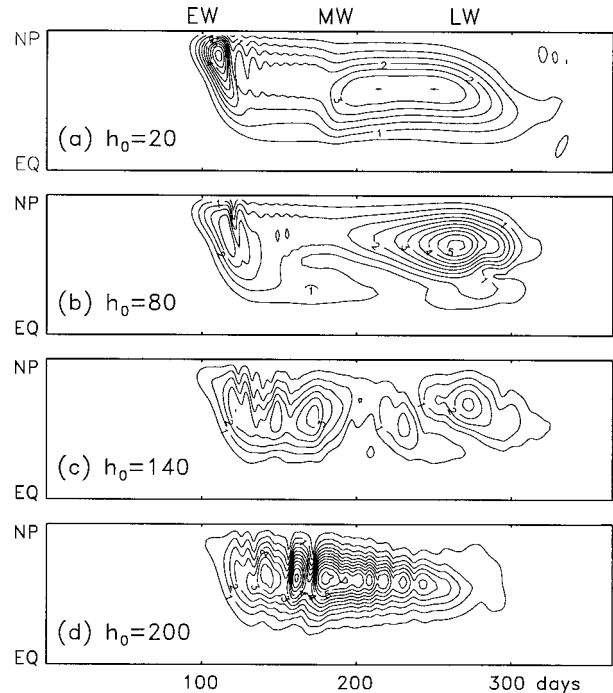 EW MW LW
NP
(a) h₀=20
EQ
NP
(b) h₀=80
EQ
NP
(c) h₀=140
EQ
NP
(d) h₀=200
EQ
100 200 300 days